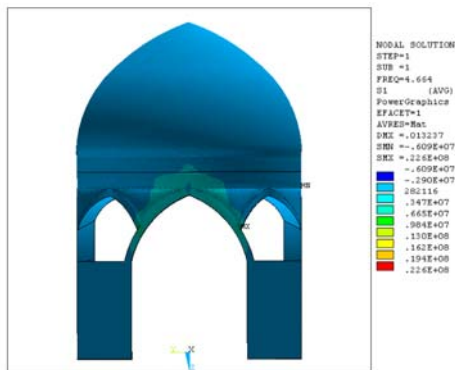 NODAL SOLUTION
STEP=1
SUB =1
FREQ=4.664
S1 (AVG)
PowerGraphics
EFACET=1
AVRES=Mat
DMX =.013237
SMN =-.609E+07
SMX =.226E+08
-.609E+07
-.290E+07
282116
.347E+07
.665E+07
.984E+07
.130E+08
.162E+08
.194E+08
.226E+08
MN
MX
Y X
Z